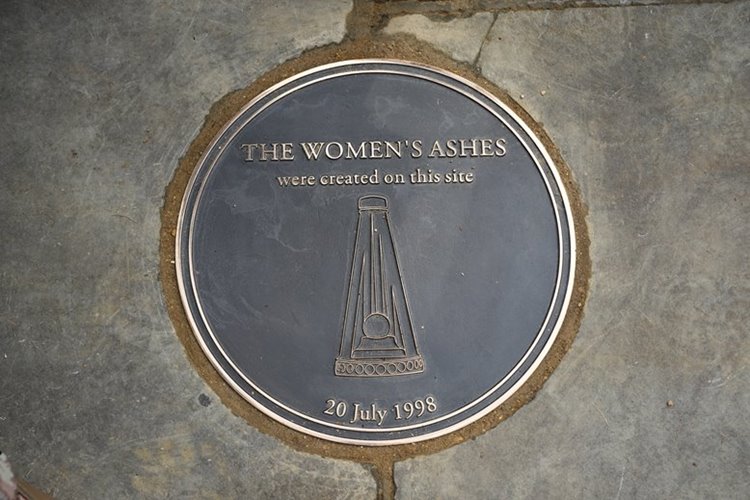 THE WOMEN'S ASHES
were created on this site
20 July 1998